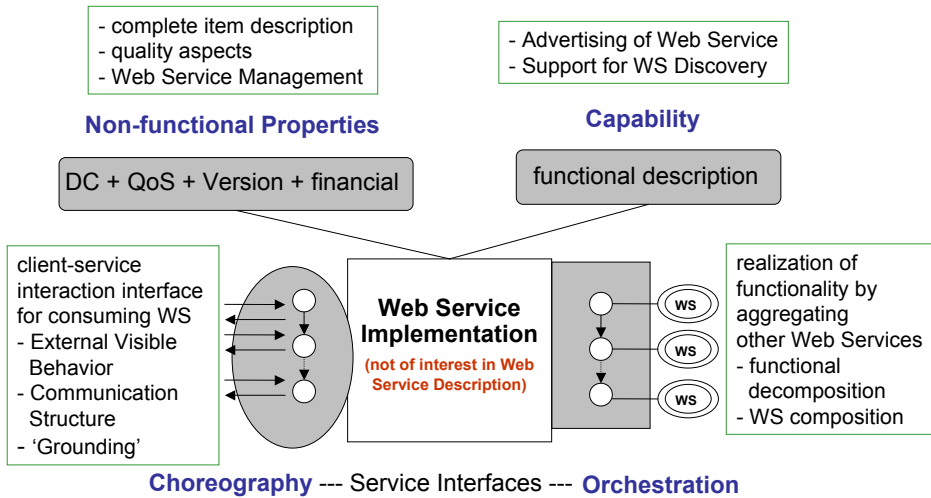 - complete item description
- quality aspects
- Web Service Management
- Advertising of Web Service
- Support for WS Discovery
Non-functional Properties
Capability
DC + QoS + Version + financial
functional description
client-service
interaction interface
for consuming WS
- External Visible
Behavior
- Communication
Structure
- ‘Grounding’
Web Service
Implementation
(not of interest in Web
Service Description)
WS
WS
WS
realization of
functionality by
aggregating
other Web Services
- functional
decomposition
- WS composition
Choreography --- Service Interfaces --- Orchestration